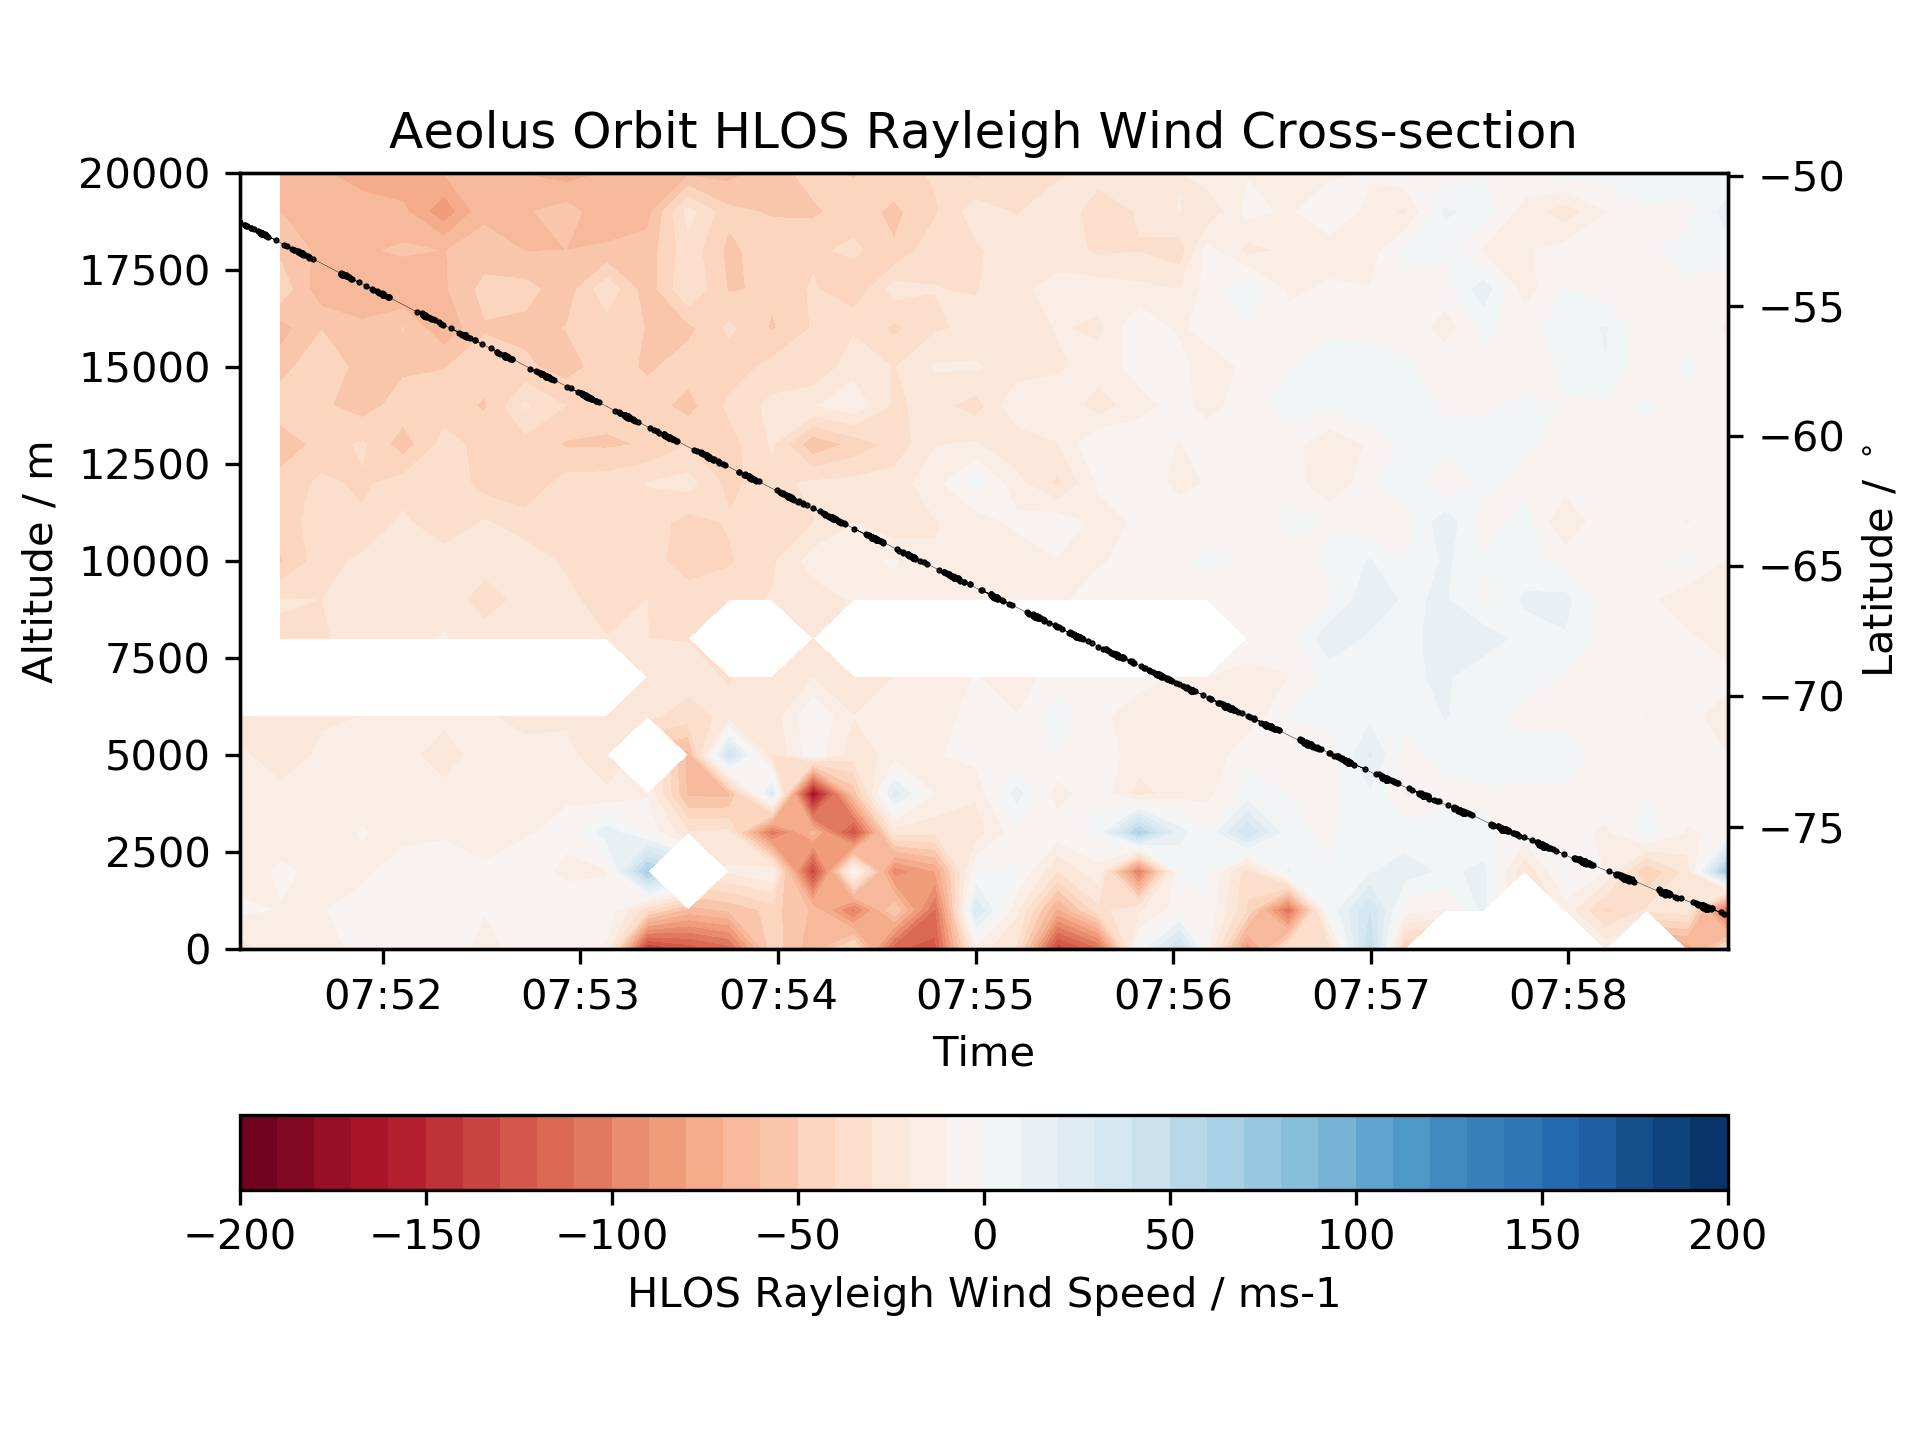 Aeolus Orbit HLOS Rayleigh Wind Cross-section
20000
17500
15000
12500
10000
7500
5000
2500
0
Altitude / m
−50
−55
−60
−65
−70
−75
Latitude / °
07:52 07:53 07:54 07:55 07:56 07:57 07:58
Time
−200 −150 −100 −50 0 50 100 150 200
HLOS Rayleigh Wind Speed / ms-1